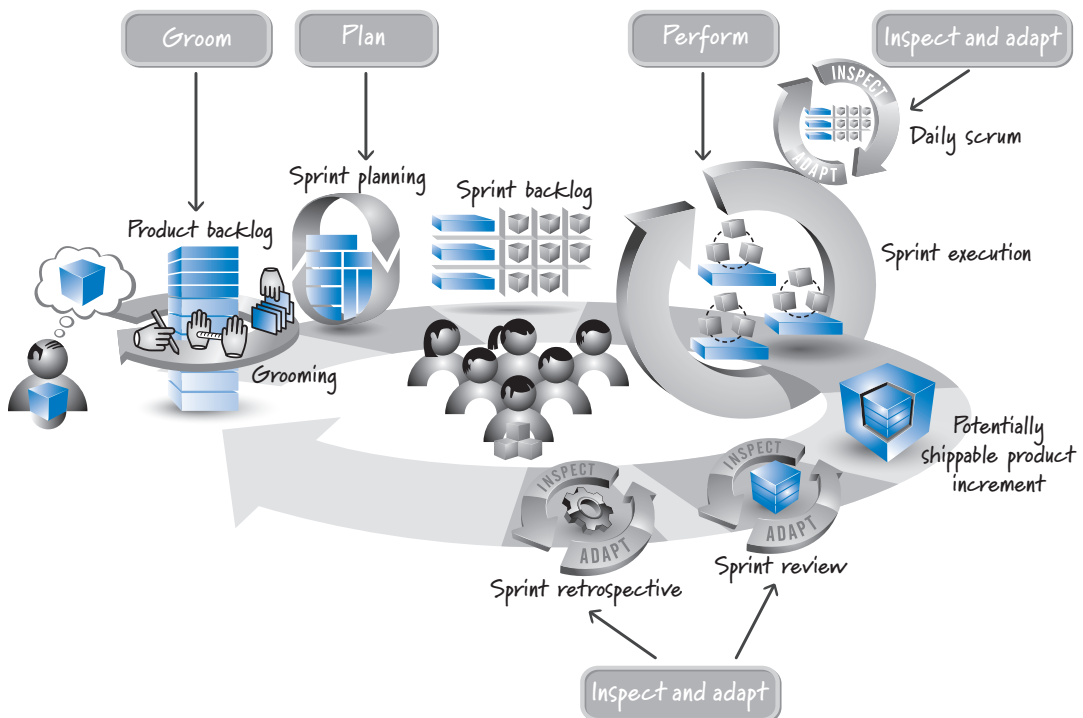 Groom
Plan
Perform
Inspect and adapt
INSPECT
ADAPT
Daily scrum
Sprint planning
Sprint backlog
Product backlog
Sprint execution
Grooming
Potentially
shippable product
increment
INSPECT
ADAPT
Sprint review
INSPECT
ADAPT
Sprint retrospective
Inspect and adapt